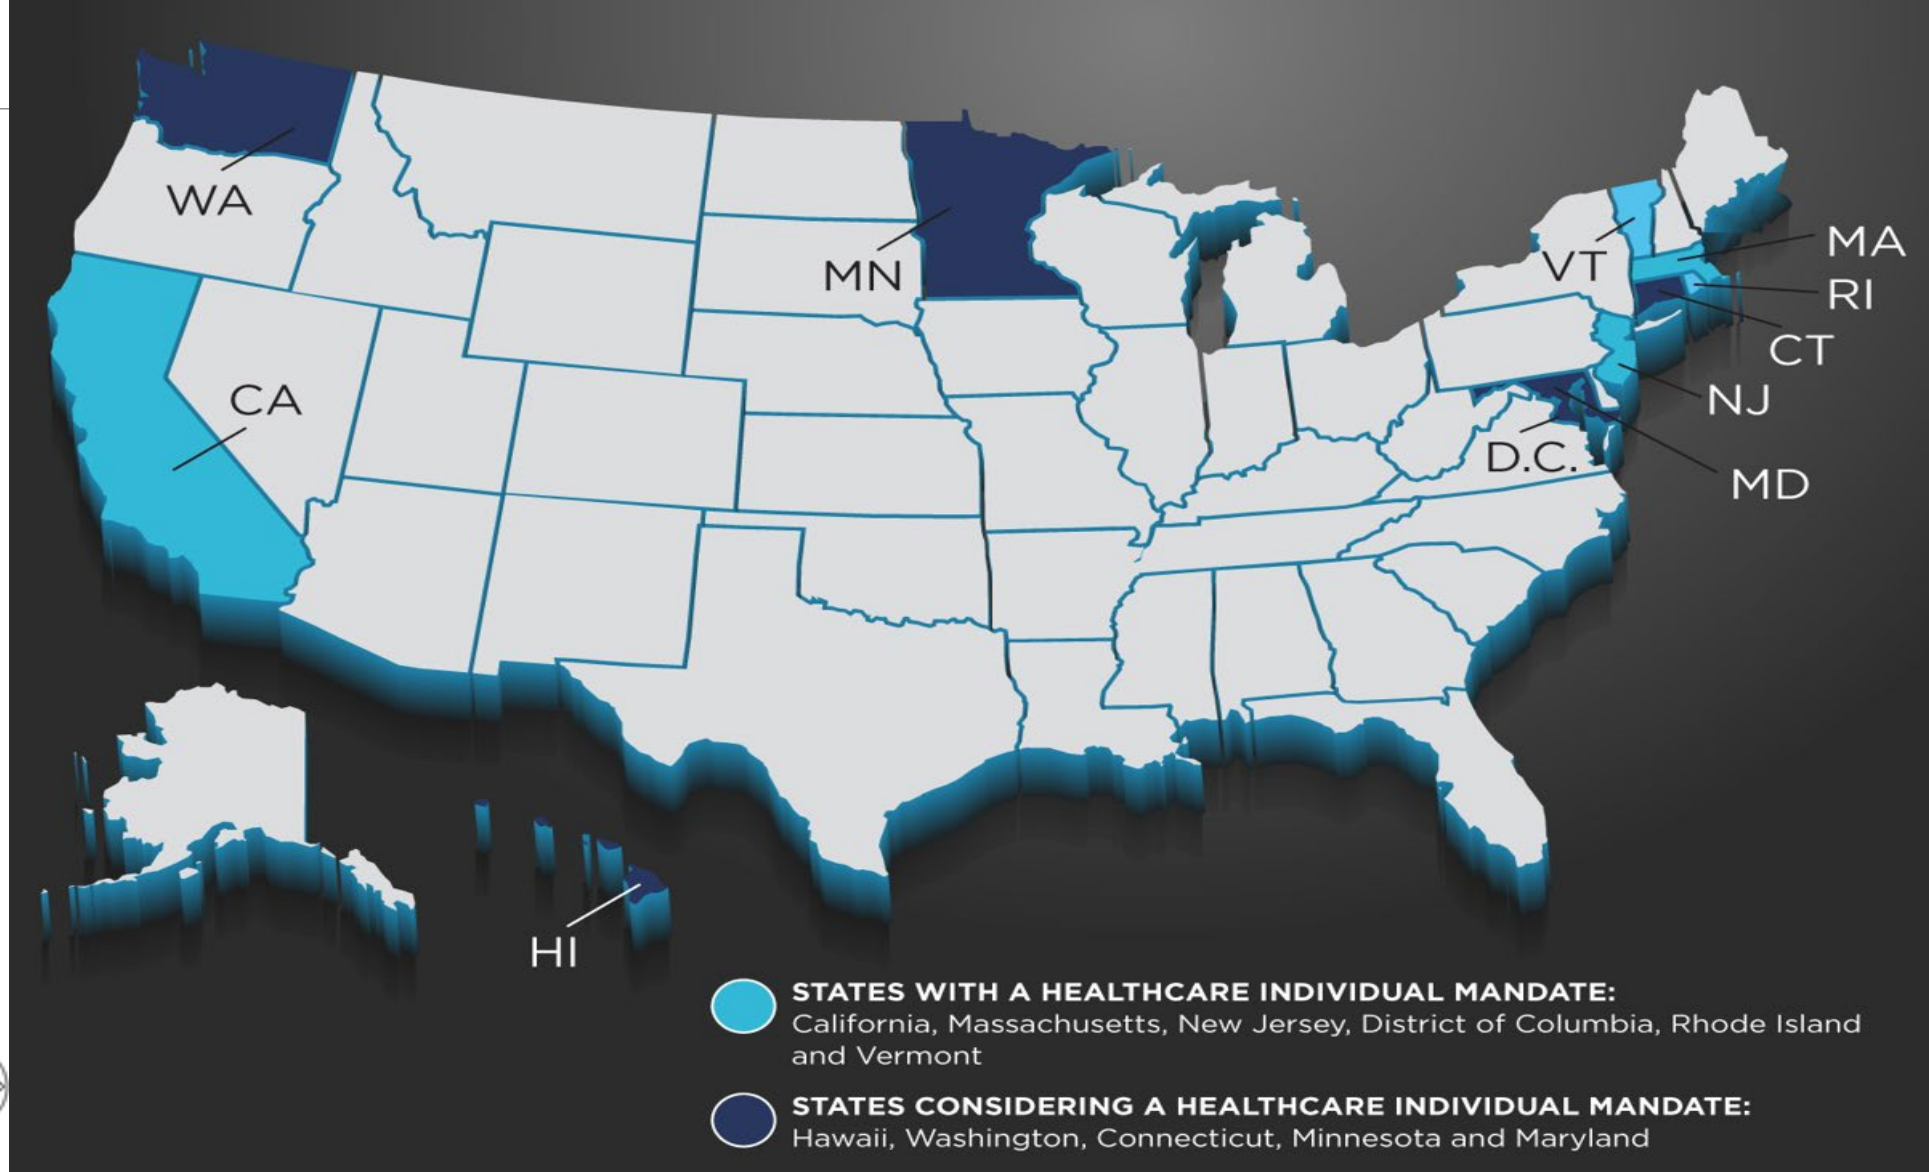 WA
MN
VT
MA
RI
CT
CA
NJ
D.C.
MD
HI
STATES WITH A HEALTHCARE INDIVIDUAL MANDATE:
California, Massachusetts, New Jersey, District of Columbia, Rhode Island
and Vermont
STATES CONSIDERING A HEALTHCARE INDIVIDUAL MANDATE:
Hawaii, Washington, Connecticut, Minnesota and Maryland